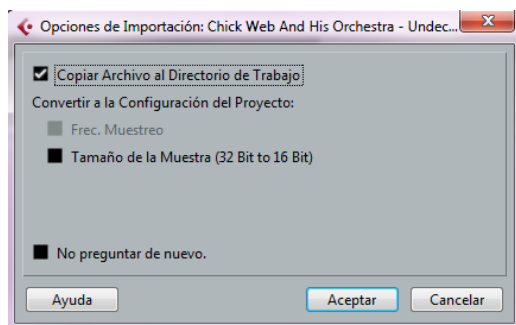 Opciones de Importación: Chick Web And His Orchestra - Undec...
Copiar Archivo al Directorio de Trabajo
Convertir a la Configuración del Proyecto:
Frec. Muestreo
Tamaño de la Muestra (32 Bit to 16 Bit)
No preguntar de nuevo.
Ayuda Aceptar Cancelar